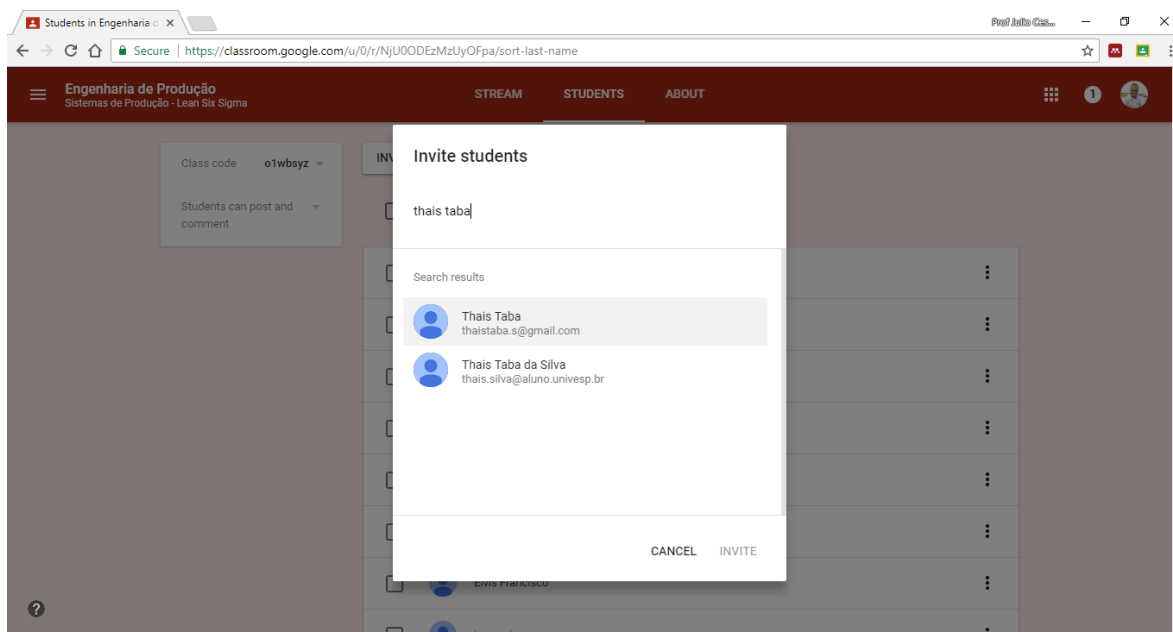 Students in Engenharia d
Prof Julio Ces...
Secure | https://classroom.google.com/u/0/r/NjU0ODEzMzUyOFpa/sort-last-name
Engenharia de Produção
Sistemas de Produção - Lean Six Sigma
STREAM STUDENTS ABOUT
1
Class code o1wbsyz
INV
Students can post and
comment
Invite students
thais taba
Search results
Thais Taba
thaistaba.s@gmail.com
Thais Taba da Silva
thais.silva@aluno.univesp.br
CANCEL INVITE
Elvis Francisco
?